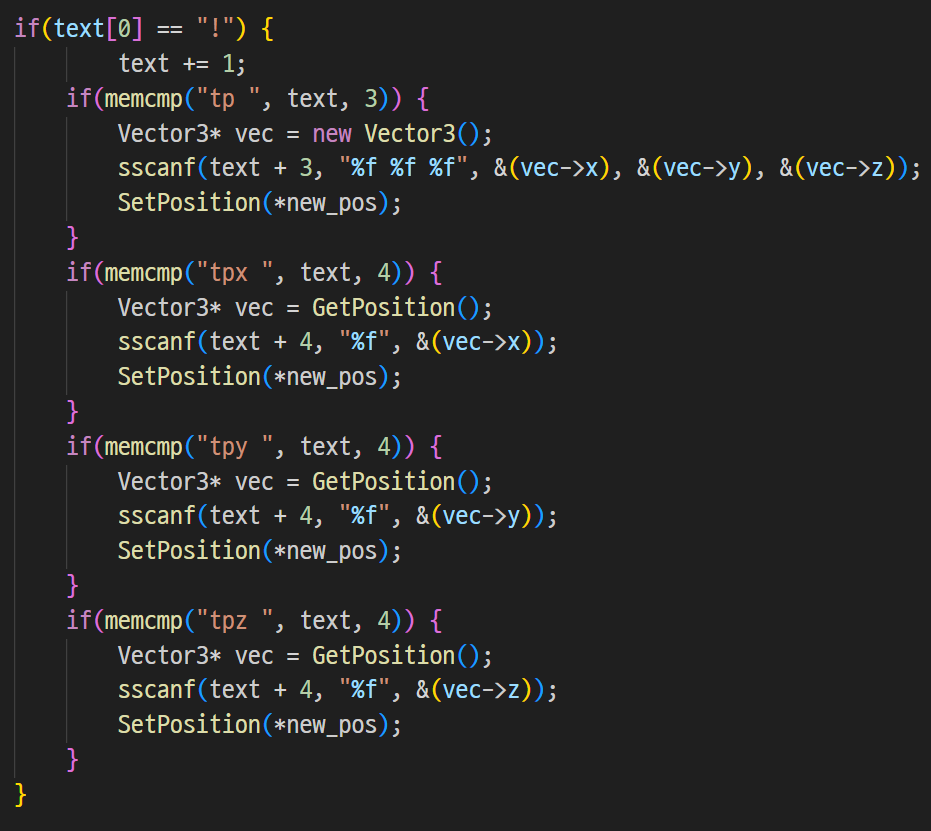 if(text[0] == "!") {
        text += 1;
    if(memcmp("tp ", text, 3)) {
        Vector3* vec = new Vector3();
        sscanf(text + 3, "%f %f %f", &(vec->x), &(vec->y), &(vec->z));
        SetPosition(*new_pos);
    }
    if(memcmp("tpx ", text, 4)) {
        Vector3* vec = GetPosition();
        sscanf(text + 4, "%f", &(vec->x));
        SetPosition(*new_pos);
    }
    if(memcmp("tpy ", text, 4)) {
        Vector3* vec = GetPosition();
        sscanf(text + 4, "%f", &(vec->y));
        SetPosition(*new_pos);
    }
    if(memcmp("tpz ", text, 4)) {
        Vector3* vec = GetPosition();
        sscanf(text + 4, "%f", &(vec->z));
        SetPosition(*new_pos);
    }
}